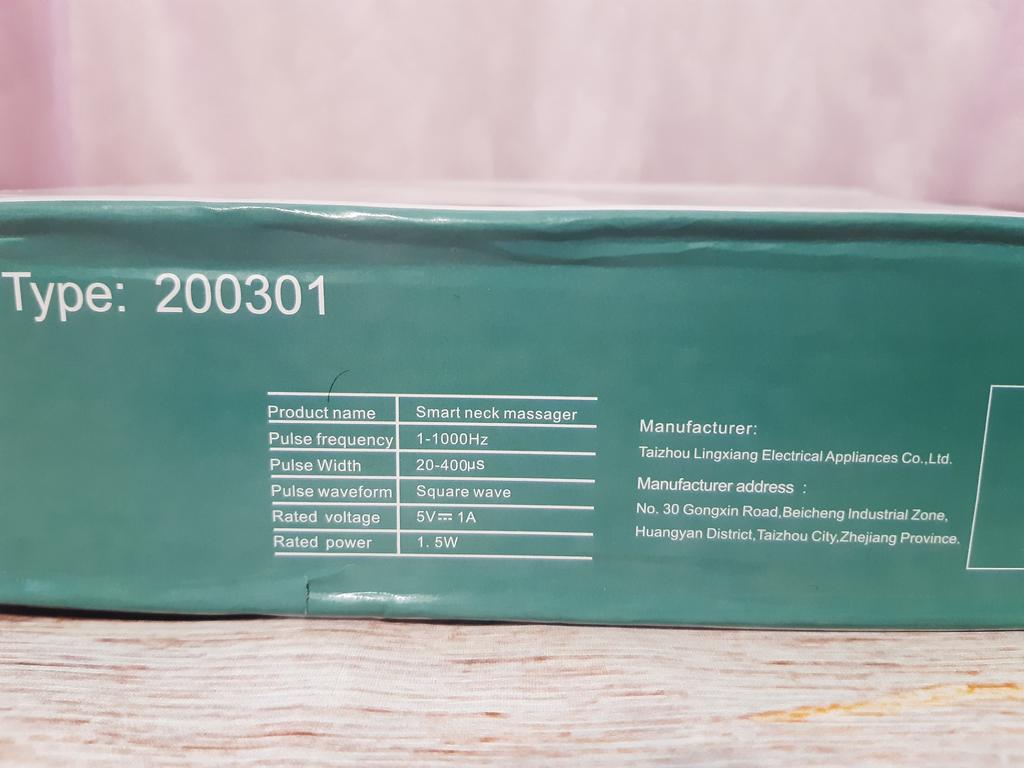 Type: 200301
Product name Smart neck massager
Pulse frequency 1-1000Hz
Pulse Width 20-400μs
Pulse waveform Square wave
Rated voltage 5V⎓1A
Rated power 1. 5W
Manufacturer:
Taizhou Lingxiang Electrical Appliances Co.,Ltd.
Manufacturer address :
No. 30 Gongxin Road,Beicheng Industrial Zone,
Huangyan District,Taizhou City,Zhejiang Province.